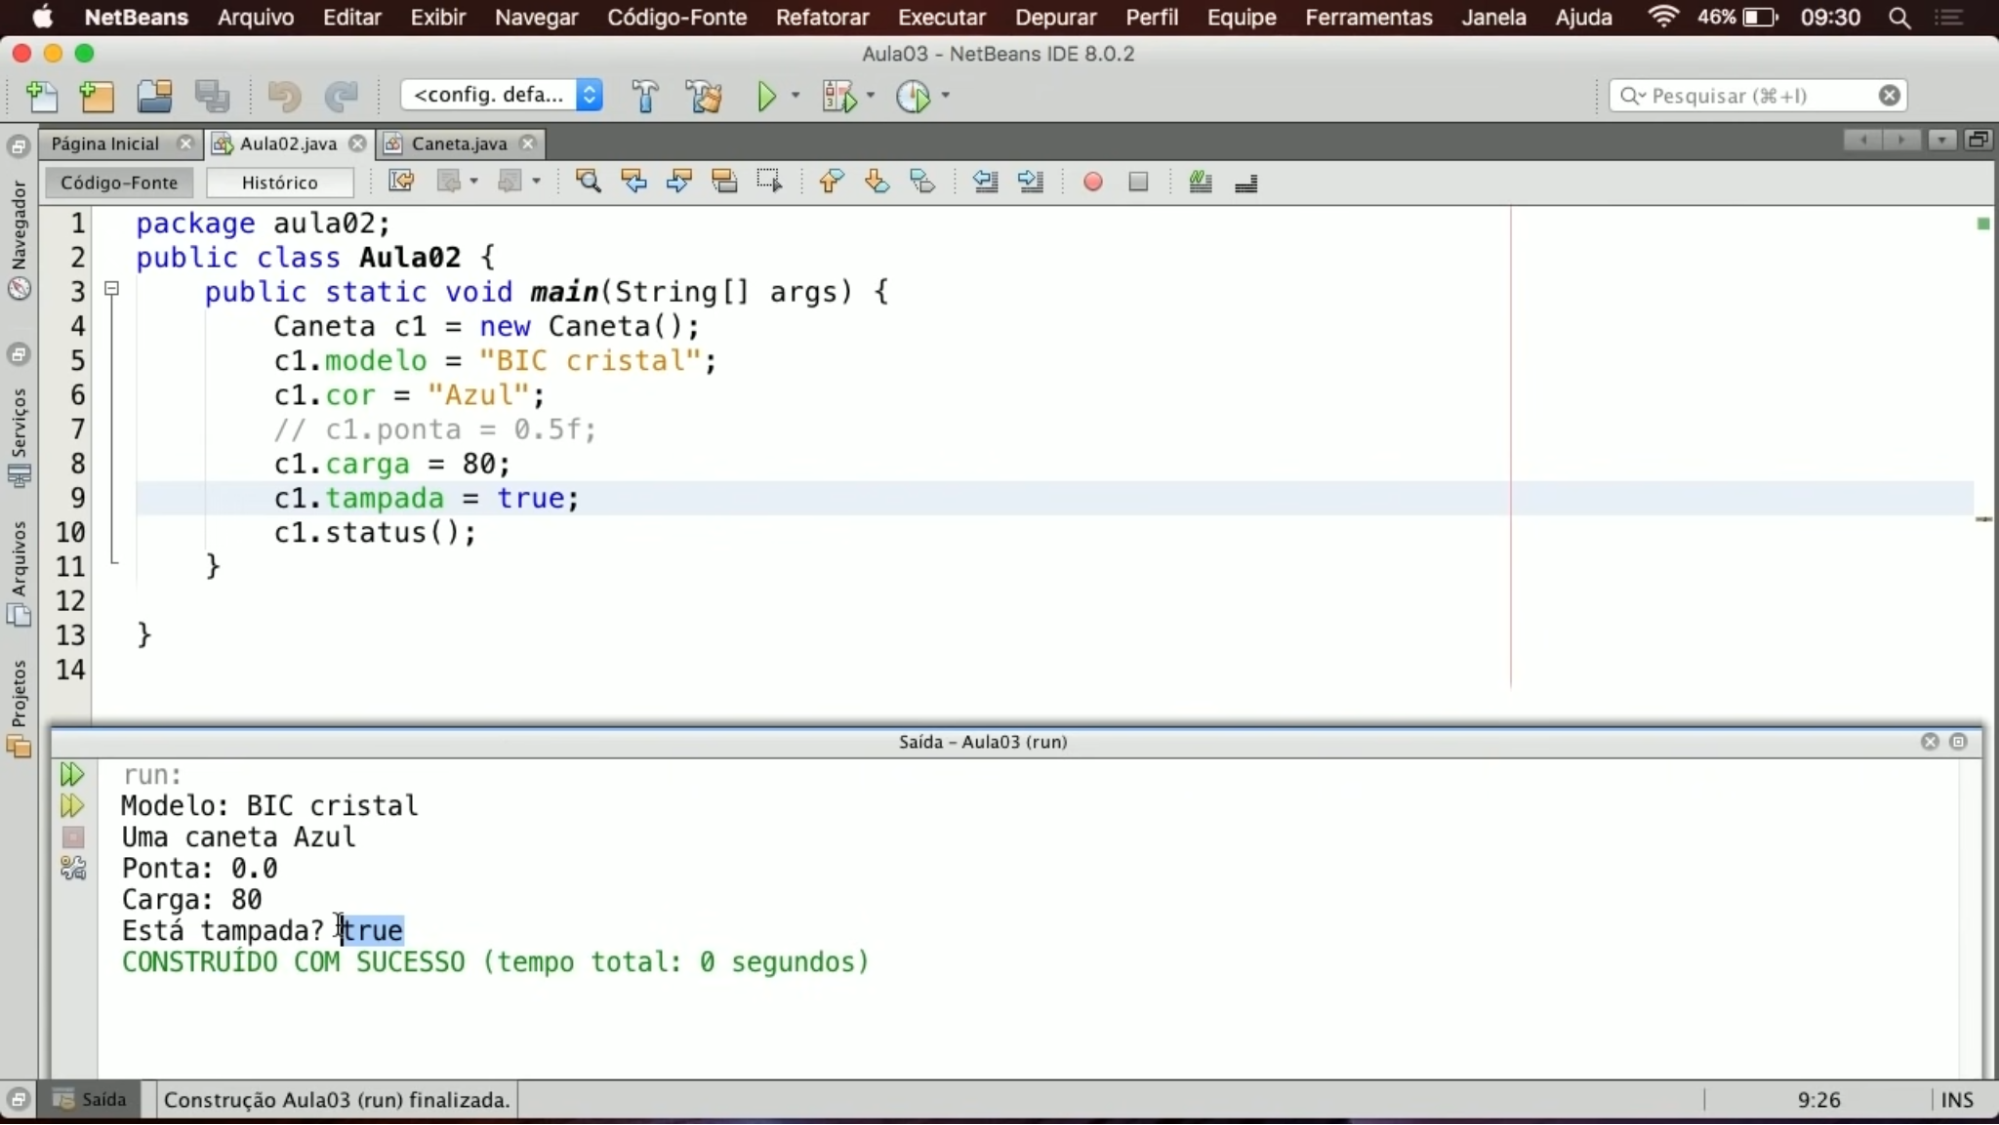 NetBeans Arquivo Editar Exibir Navegar Código-Fonte Refatorar Executar Depurar Perfil Equipe Ferramentas Janela Ajuda 46% 09:30
Aula03 - NetBeans IDE 8.0.2
<config. defa... Pesquisar (⌘+I)
Página Inicial Aula02.java Caneta.java
Código-Fonte Histórico
Navegador
Serviços
Arquivos
Projetos
1 package aula02;
2 public class Aula02 {
3 public static void main(String[] args) {
4 Caneta c1 = new Caneta();
5 c1.modelo = "BIC cristal";
6 c1.cor = "Azul";
7 // c1.ponta = 0.5f;
8 c1.carga = 80;
9 c1.tampada = true;
10 c1.status();
11 }
12
13 }
14
Saída - Aula03 (run)
run:
Modelo: BIC cristal
Uma caneta Azul
Ponta: 0.0
Carga: 80
Está tampada? true
CONSTRUÍDO COM SUCESSO (tempo total: 0 segundos)
Saída Construção Aula03 (run) finalizada. 9:26 INS